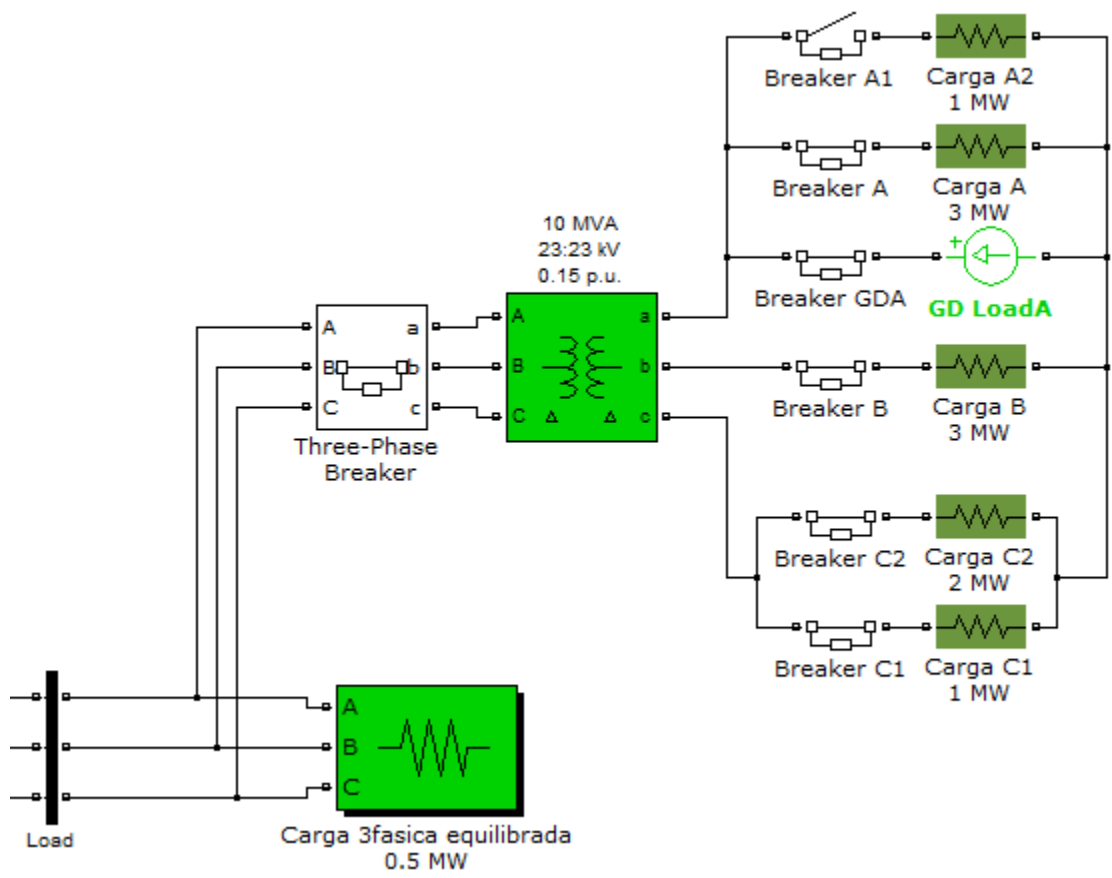 Breaker A1
Carga A2
1 MW
Breaker A
Carga A
3 MW
10 MVA
23:23 kV
0.15 p.u.
+
Breaker GDA
GD LoadA
A
B
C
a
b
c
Three-Phase
Breaker
A
B
C
Δ
Δ
a
b
c
Breaker B
Carga B
3 MW
Breaker C2
Carga C2
2 MW
Breaker C1
Carga C1
1 MW
Load
A
B
C
Carga 3fasica equilibrada
0.5 MW